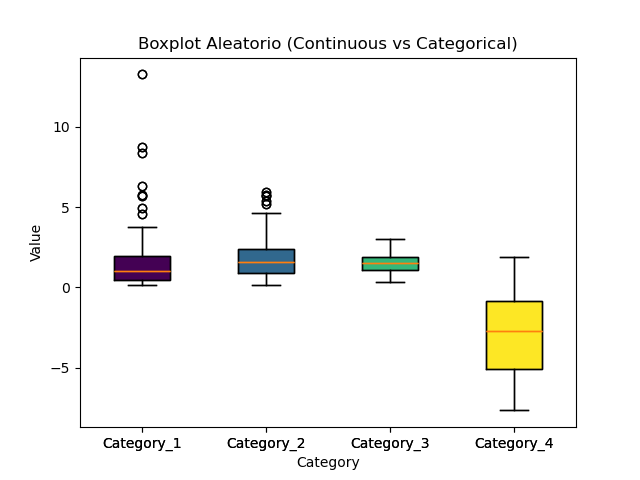 Boxplot Aleatorio (Continuous vs Categorical)
10
5
0
−5
Value
Category_1 Category_2 Category_3 Category_4
Category